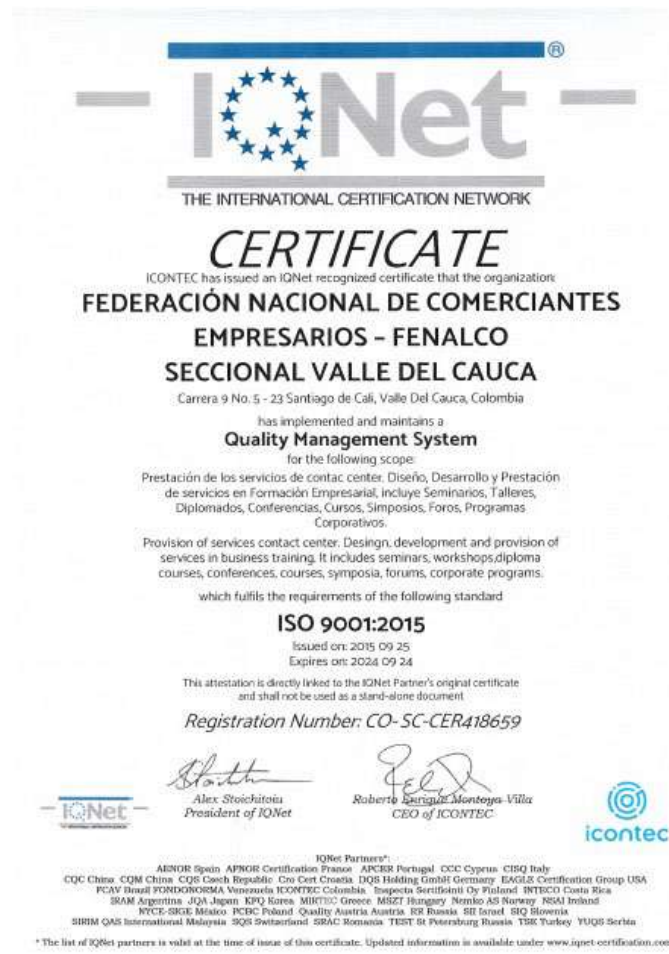 IQNet ®
THE INTERNATIONAL CERTIFICATION NETWORK
CERTIFICATE
ICONTEC has issued an IQNet recognized certificate that the organization:
FEDERACIÓN NACIONAL DE COMERCIANTES
EMPRESARIOS – FENALCO
SECCIONAL VALLE DEL CAUCA
Carrera 9 No. 5 - 23 Santiago de Cali, Valle Del Cauca, Colombia
has implemented and maintains a
Quality Management System
for the following scope:
Prestación de los servicios de contac center. Diseño, Desarrollo y Prestación
de servicios en Formación Empresarial, incluye Seminarios, Talleres,
Diplomados, Conferencias, Cursos, Simposios, Foros, Programas
Corporativos.
Provision of services contact center. Desingn, development and provision of
services in business training. It includes seminars, workshops,diploma
courses, conferences, courses, symposia, forums, corporate programs.
which fulfils the requirements of the following standard
ISO 9001:2015
Issued on: 2015 09 25
Expires on: 2024 09 24
This attestation is directly linked to the IQNet Partner's original certificate
and shall not be used as a stand-alone document
Registration Number: CO-SC-CER418659
Alex Stoichitoiu
President of IQNet
Roberto Enrique Montoya Villa
CEO of ICONTEC
IQNet
icontec
IQNet Partners*:
AENOR Spain AFNOR Certification France APCER Portugal CCC Cyprus CISQ Italy
CQC China CQM China CQS Czech Republic Cro Cert Croatia DQS Holding GmbH Germany EAGLE Certification Group USA
FCAV Brazil FONDONORMA Venezuela ICONTEC Colombia Inspecta Sertifiointi Oy Finland INTECO Costa Rica
IRAM Argentina JQA Japan KFQ Korea MIRTEC Greece MSZT Hungary Nemko AS Norway NSAI Ireland
NYCE-SIGE México PCBC Poland Quality Austria Austria RR Russia SII Israel SIQ Slovenia
SIRIM QAS International Malaysia SQS Switzerland SRAC Romania TEST St Petersburg Russia TSE Turkey YUQS Serbia
* The list of IQNet partners is valid at the time of issue of this certificate. Updated information is available under www.iqnet-certification.com